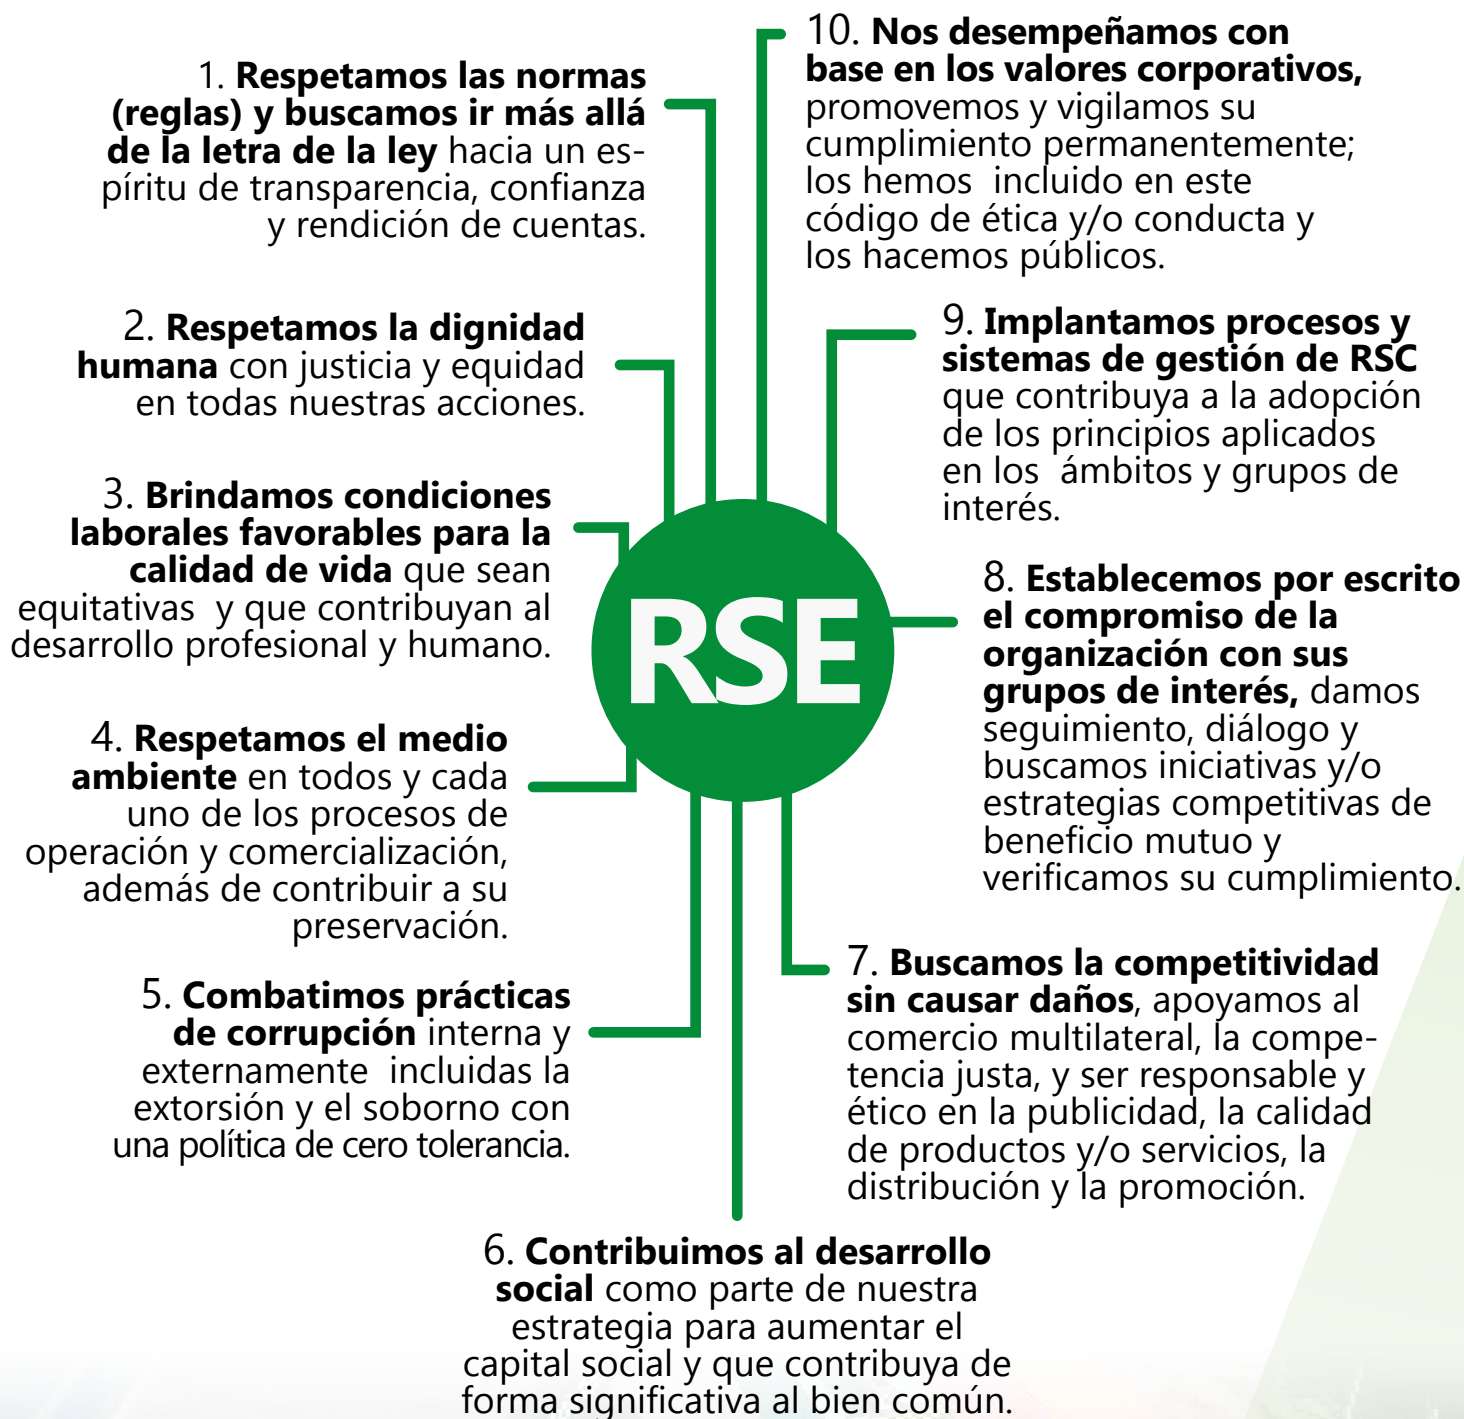 1. Respetamos las normas
(reglas) y buscamos ir más allá
de la letra de la ley hacia un es-
píritu de transparencia, confianza
y rendición de cuentas.
2. Respetamos la dignidad
humana con justicia y equidad
en todas nuestras acciones.
3. Brindamos condiciones
laborales favorables para la
calidad de vida que sean
equitativas  y que contribuyan al
desarrollo profesional y humano.
4. Respetamos el medio
ambiente en todos y cada
uno de los procesos de
operación y comercialización,
además de contribuir a su
preservación.
5. Combatimos prácticas
de corrupción interna y
externamente  incluidas la
extorsión y el soborno con
una política de cero tolerancia.
6. Contribuimos al desarrollo
social como parte de nuestra
estrategia para aumentar el
capital social y que contribuya de
forma significativa al bien común.
RSE
7. Buscamos la competitividad
sin causar daños, apoyamos al
comercio multilateral, la compe-
tencia justa, y ser responsable y
ético en la publicidad, la calidad
de productos y/o servicios, la
distribución y la promoción.
8. Establecemos por escrito
el compromiso de la
organización con sus
grupos de interés, damos
seguimiento, diálogo y
buscamos iniciativas y/o
estrategias competitivas de
beneficio mutuo y
verificamos su cumplimiento.
9. Implantamos procesos y
sistemas de gestión de RSC
que contribuya a la adopción
de los principios aplicados
en los  ámbitos y grupos de
interés.
10. Nos desempeñamos con
base en los valores corporativos,
promovemos y vigilamos su
cumplimiento permanentemente;
los hemos  incluido en este
código de ética y/o conducta y
los hacemos públicos.